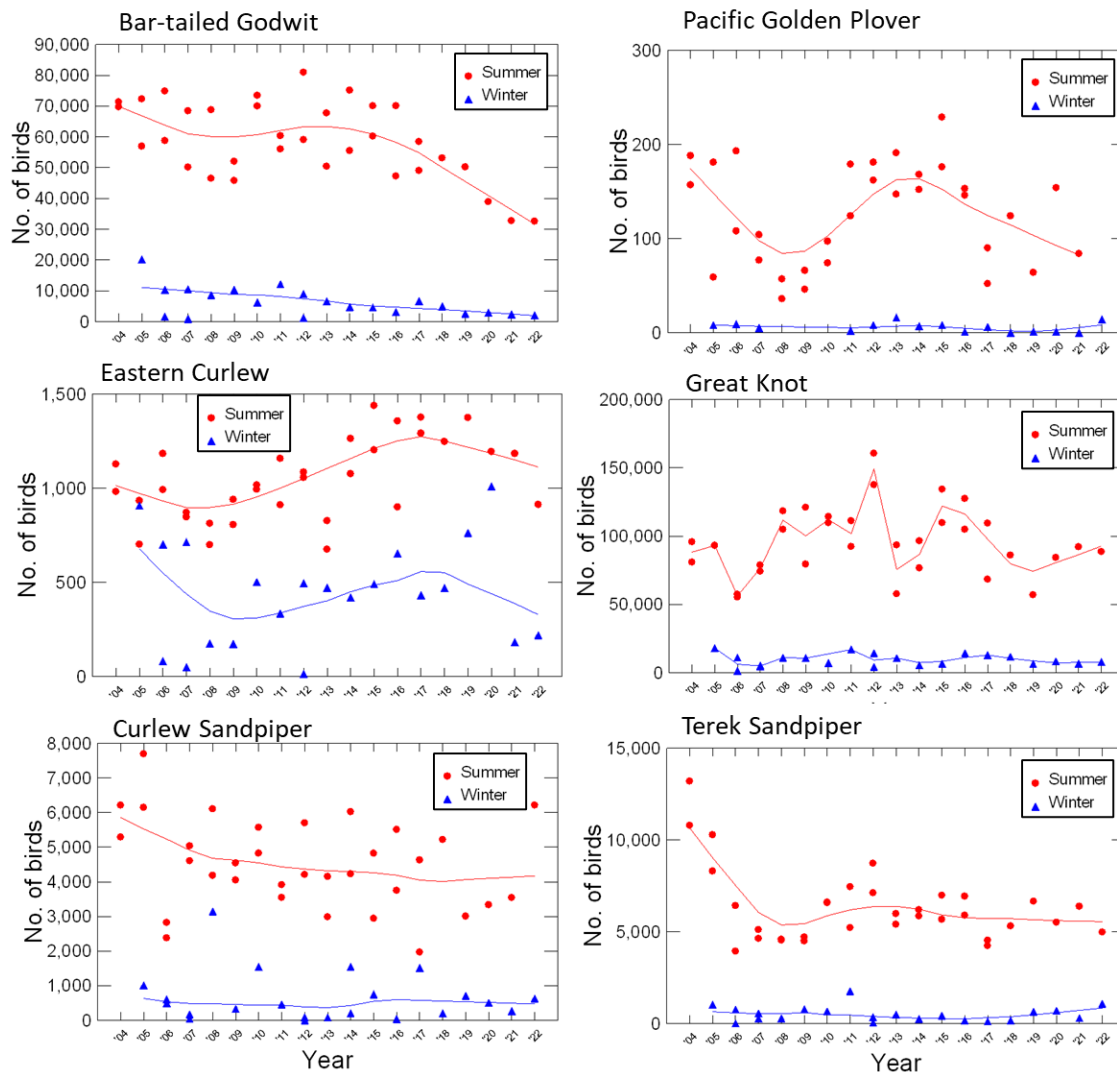 Bar-tailed Godwit
No. of birds
90,000
80,000
70,000
60,000
50,000
40,000
30,000
20,000
10,000
0
Summer
Winter
'04 '05 '06 '07 '08 '09 '10 '11 '12 '13 '14 '15 '16 '17 '18 '19 '20 '21 '22
Pacific Golden Plover
No. of birds
300
200
100
0
Summer
Winter
'04 '05 '06 '07 '08 '09 '10 '11 '12 '13 '14 '15 '16 '17 '18 '19 '20 '21 '22
Eastern Curlew
No. of birds
1,500
1,000
500
0
Summer
Winter
'04 '05 '06 '07 '08 '09 '10 '11 '12 '13 '14 '15 '16 '17 '18 '19 '20 '21 '22
Great Knot
No. of birds
200,000
150,000
100,000
50,000
0
Summer
Winter
'04 '05 '06 '07 '08 '09 '10 '11 '12 '13 '14 '15 '16 '17 '18 '19 '20 '21 '22
Curlew Sandpiper
No. of birds
8,000
7,000
6,000
5,000
4,000
3,000
2,000
1,000
0
Summer
Winter
'04 '05 '06 '07 '08 '09 '10 '11 '12 '13 '14 '15 '16 '17 '18 '19 '20 '21 '22
Year
Terek Sandpiper
No. of birds
15,000
10,000
5,000
0
Summer
Winter
'04 '05 '06 '07 '08 '09 '10 '11 '12 '13 '14 '15 '16 '17 '18 '19 '20 '21 '22
Year